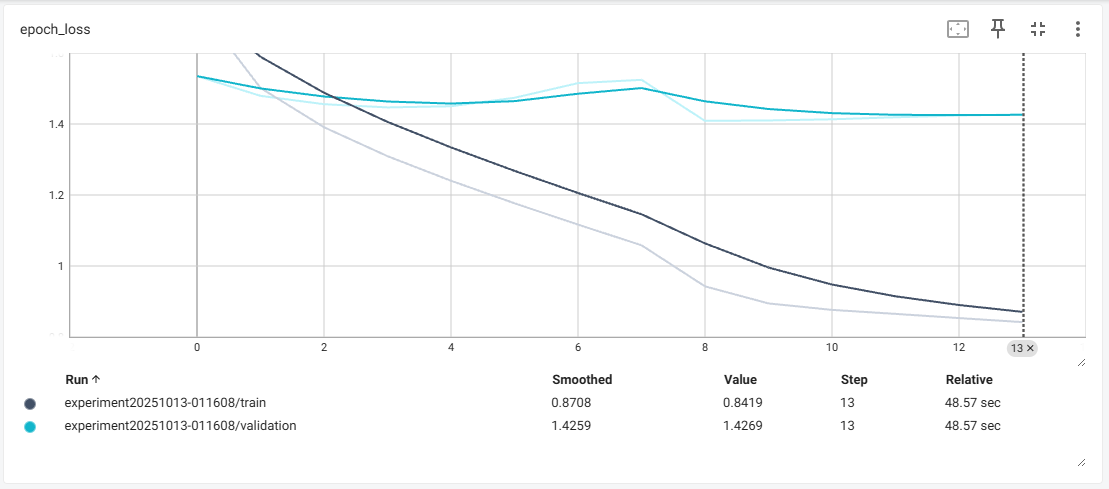 epoch_loss
1.4
1.2
1
0 2 4 6 8 10 12 13 ×
Run ↑ Smoothed Value Step Relative
experiment20251013-011608/train 0.8708 0.8419 13 48.57 sec
experiment20251013-011608/validation 1.4259 1.4269 13 48.57 sec